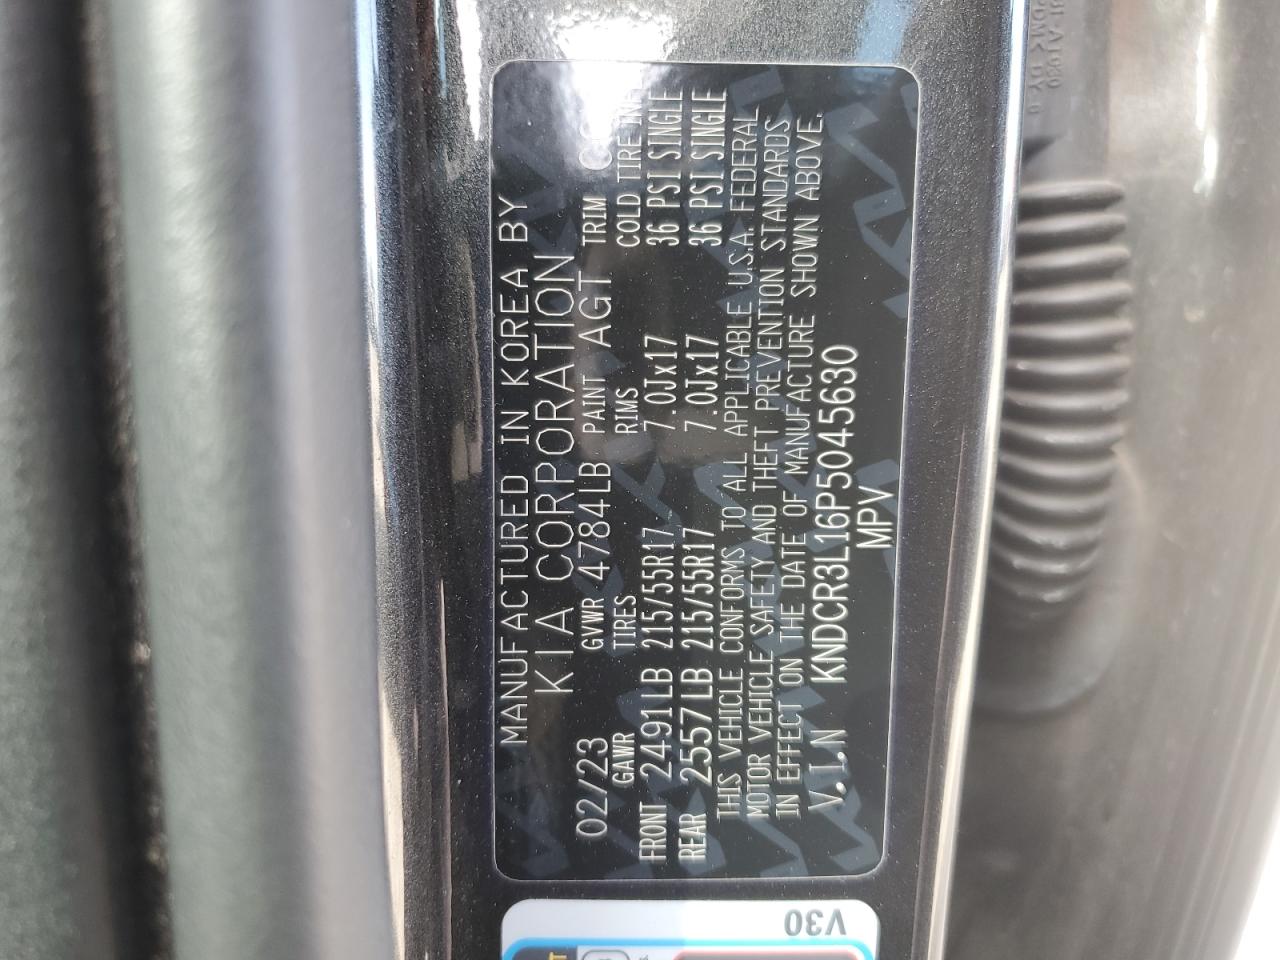 MANUFACTURED IN KOREA BY
KIA CORPORATION
02/23 GVWR 4784LB PAINT AGT TRIM
GAWR TIRES RIMS COLD TIRE
FRONT 2491LB 215/55R17 7.0Jx17 36 PSI SINGLE
REAR 2557LB 215/55R17 7.0Jx17 36 PSI SINGLE
THIS VEHICLE CONFORMS TO ALL APPLICABLE U.S.A. FEDERAL
MOTOR VEHICLE SAFETY AND THEFT PREVENTION STANDARDS
IN EFFECT ON THE DATE OF MANUFACTURE SHOWN ABOVE.
V.I.N KNDCR3L16P5045630
MPV
V30